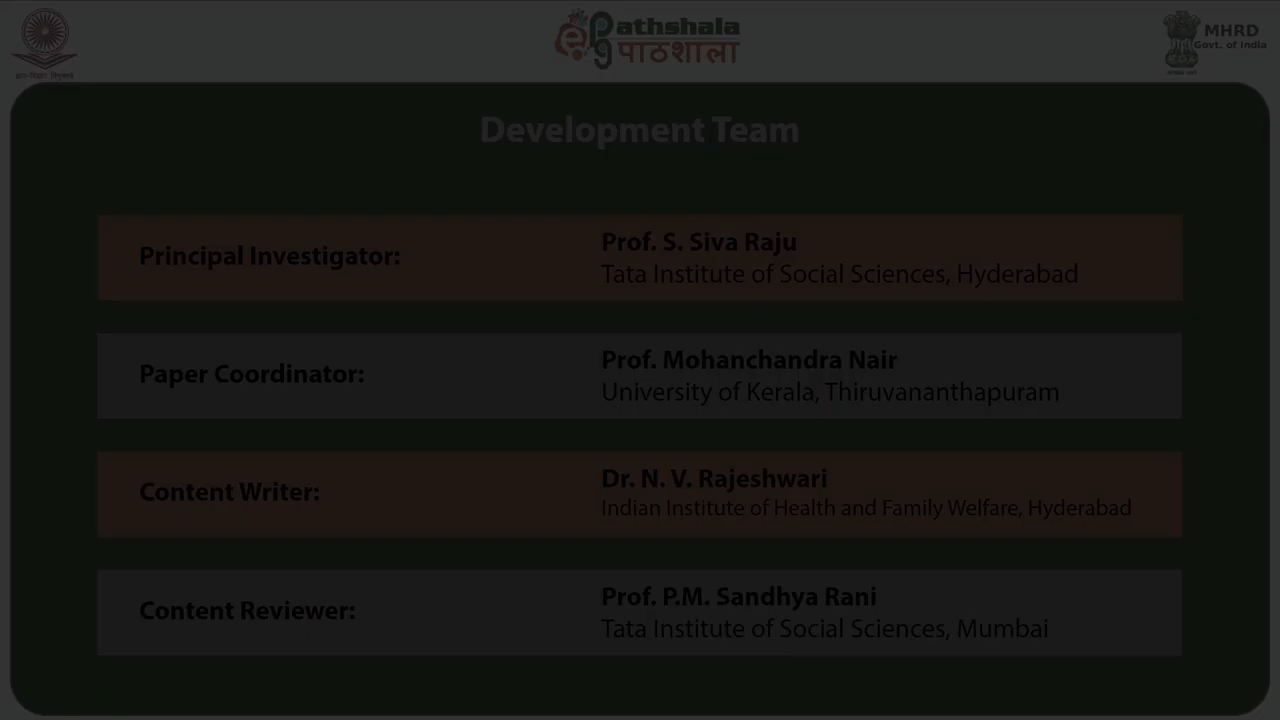 ज्ञान-विज्ञान विमुक्तये
e Pathshala
पाठशाला
MHRD
Govt. of India
Development Team
Principal Investigator:
Prof. S. Siva Raju
Tata Institute of Social Sciences, Hyderabad
Paper Coordinator:
Prof. Mohanchandra Nair
University of Kerala, Thiruvananthapuram
Content Writer:
Dr. N. V. Rajeshwari
Indian Institute of Health and Family Welfare, Hyderabad
Content Reviewer:
Prof. P.M. Sandhya Rani
Tata Institute of Social Sciences, Mumbai